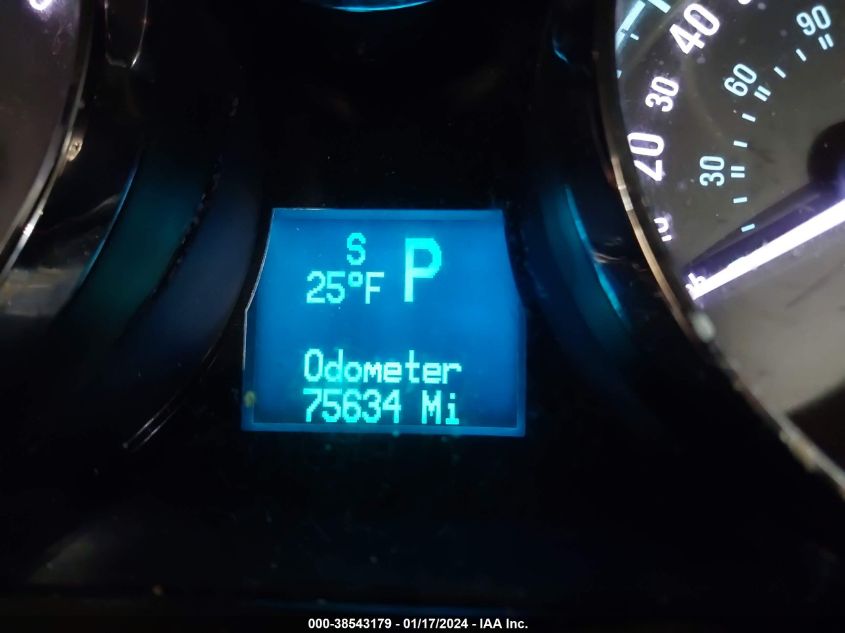 S
25°F P
Odometer
75634 Mi
20 30 40
30 60 90
000-38543179 - 01/17/2024 - IAA Inc.